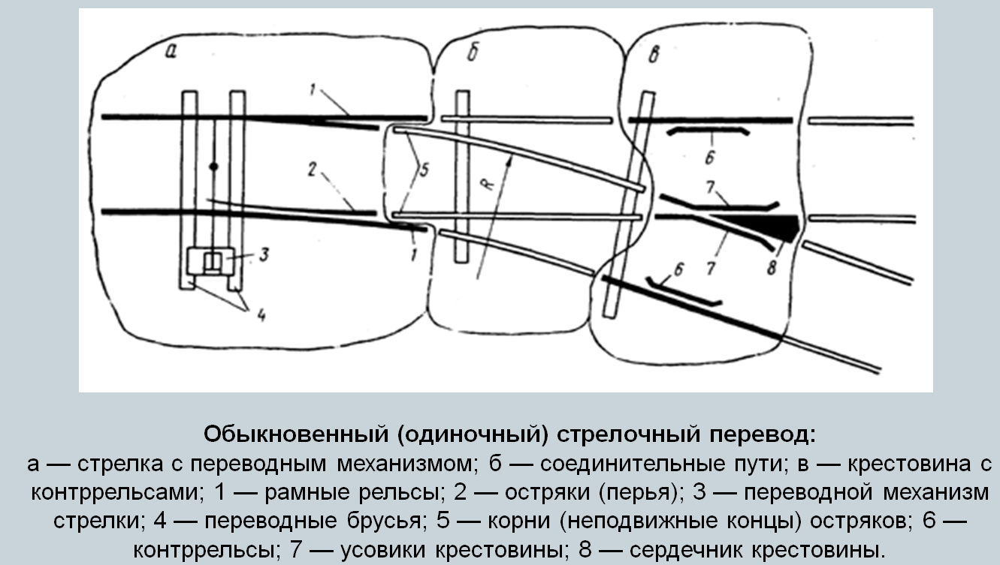 а
б
в
1
1
2
3
4
5
R
6
6
7
7
8
Обыкновенный (одиночный) стрелочный перевод:
а — стрелка с переводным механизмом; б — соединительные пути; в — крестовина с
контррельсами; 1 — рамные рельсы; 2 — остряки (перья); 3 — переводной механизм
стрелки; 4 — переводные брусья; 5 — корни (неподвижные концы) остряков; 6 —
контррельсы; 7 — усовики крестовины; 8 — сердечник крестовины.